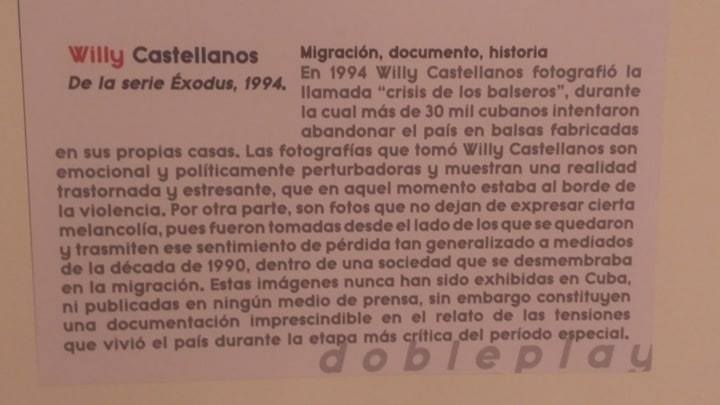 Willy Castellanos
De la serie Éxodus, 1994.
Migración, documento, historia
En 1994 Willy Castellanos fotografió la
llamada “crisis de los balseros”, durante
la cual más de 30 mil cubanos intentaron
abandonar el país en balsas fabricadas
en sus propias casas. Las fotografías que tomó Willy Castellanos son
emocional y políticamente perturbadoras y muestran una realidad
trastornada y estresante, que en aquel momento estaba al borde de
la violencia. Por otra parte, son fotos que no dejan de expresar cierta
melancolía, pues fueron tomadas desde el lado de los que se quedaron
y trasmiten ese sentimiento de pérdida tan generalizado a mediados
de la década de 1990, dentro de una sociedad que se desmembraba
en la migración. Estas imágenes nunca han sido exhibidas en Cuba,
ni publicadas en ningún medio de prensa, sin embargo constituyen
una documentación imprescindible en el relato de las tensiones
que vivió el país durante la etapa más crítica del período especial.
dobleplay